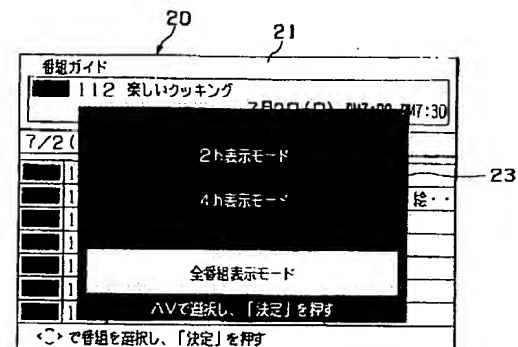 20
21
番組ガイド
112 楽しいクッキング
7/2(
2h表示モード
23
4h表示モード
絵・・
全番組表示モード
∧∨で選択し、「決定」を押す
で番組を選択し、「決定」を押す